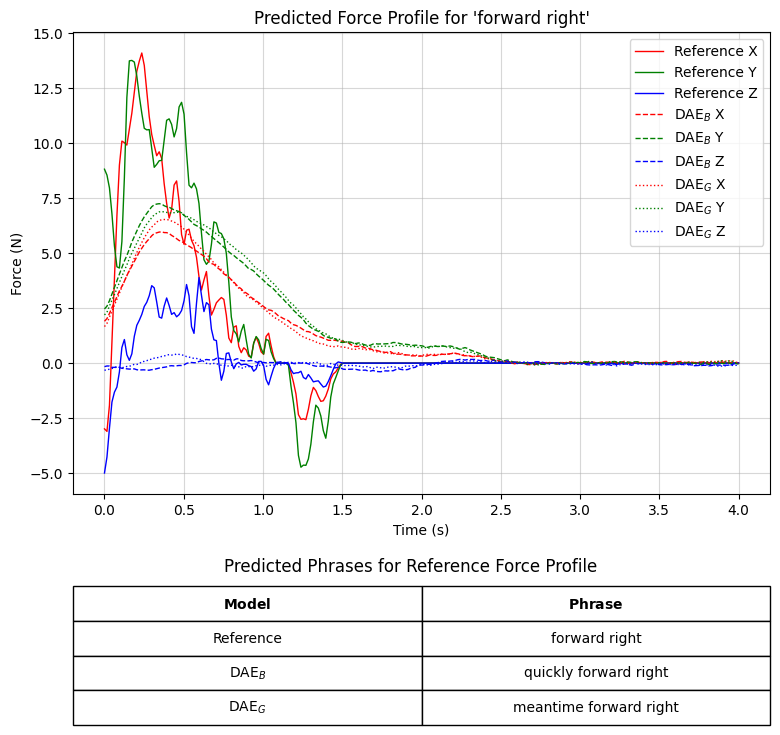 Predicted Force Profile for 'forward right'
15.0
12.5
10.0
7.5
5.0
2.5
0.0
−2.5
−5.0
Force (N)
Reference X
Reference Y
Reference Z
DAE_B X
DAE_B Y
DAE_B Z
DAE_G X
DAE_G Y
DAE_G Z
0.0 0.5 1.0 1.5 2.0 2.5 3.0 3.5 4.0
Time (s)
Predicted Phrases for Reference Force Profile
Model Phrase
Reference forward right
DAE_B quickly forward right
DAE_G meantime forward right